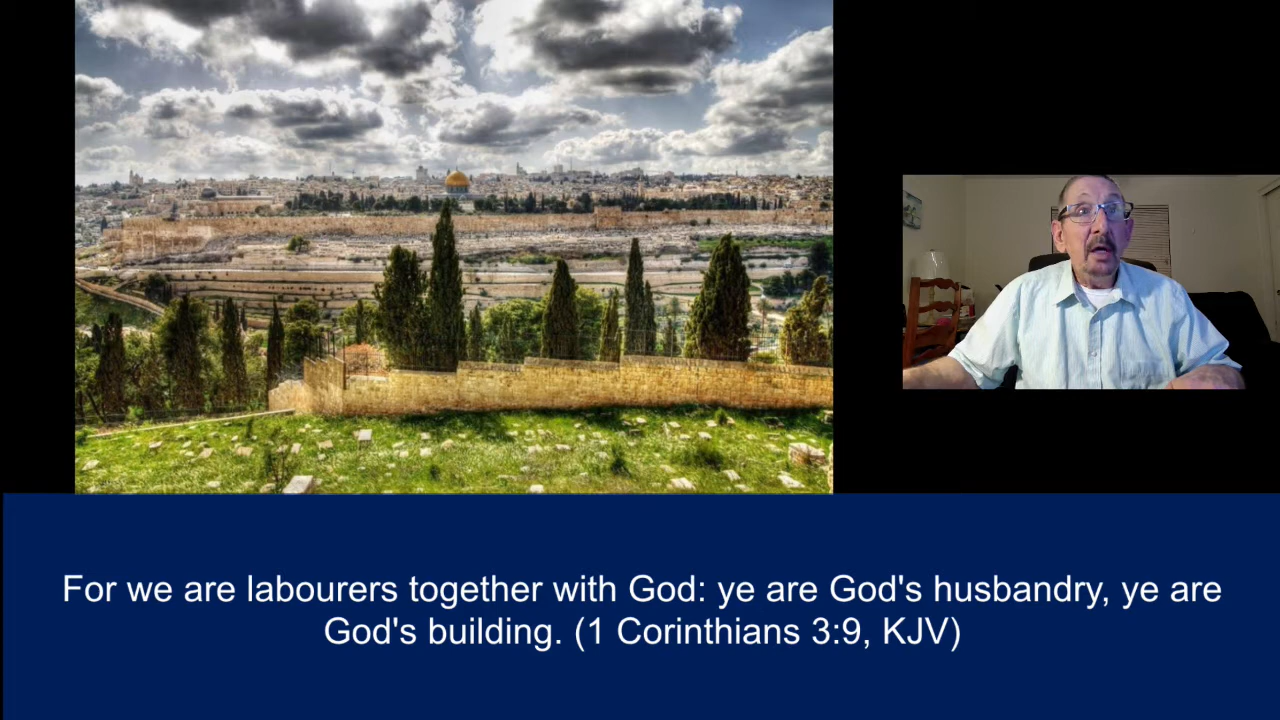 For we are labourers together with God: ye are God's husbandry, ye are
God's building. (1 Corinthians 3:9, KJV)